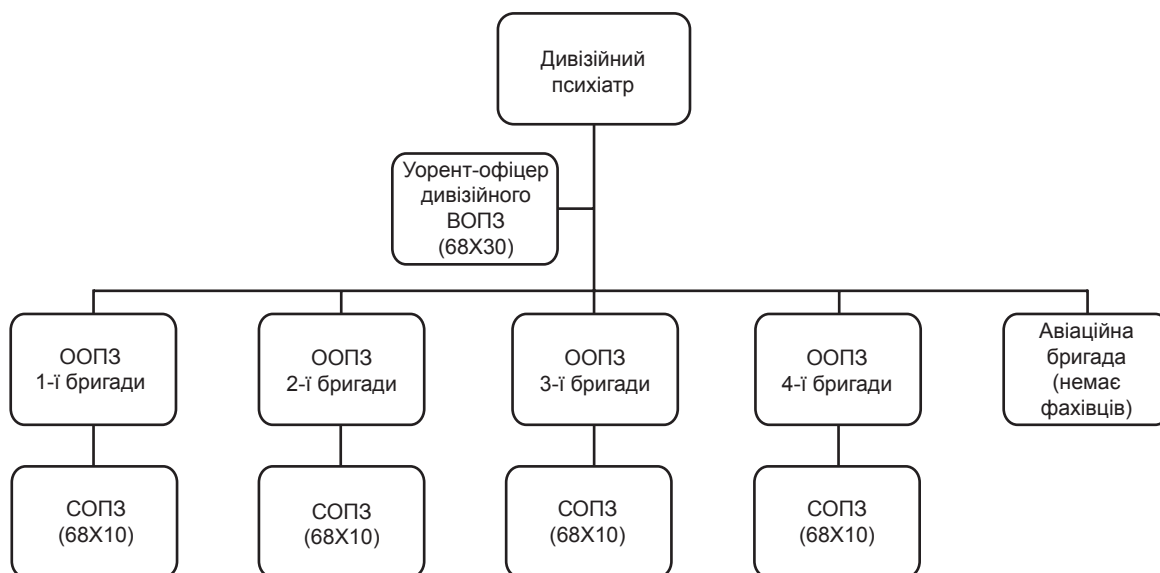 Дивізійний
психіатр
Уорент-офіцер
дивізійного
ВОПЗ
(68X30)
ООПЗ
1-ї бригади
ООПЗ
2-ї бригади
ООПЗ
3-ї бригади
ООПЗ
4-ї бригади
Авіаційна
бригада
(немає
фахівців)
СОПЗ
(68X10)
СОПЗ
(68X10)
СОПЗ
(68X10)
СОПЗ
(68X10)